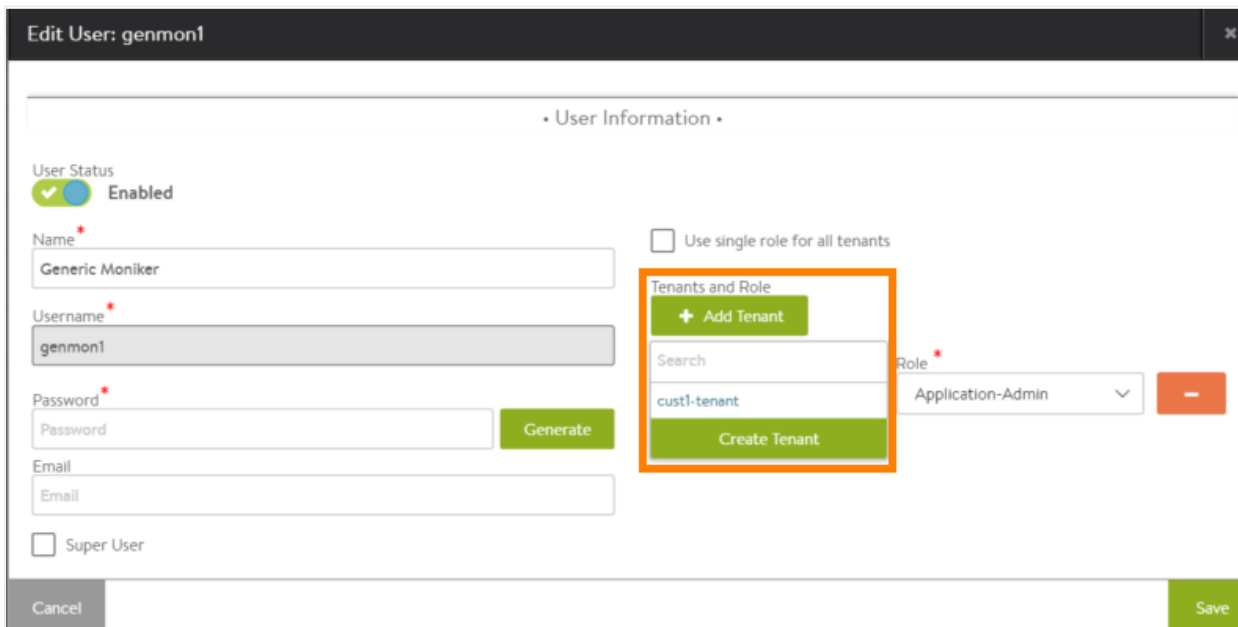 Edit User: genmon1
• User Information •
User Status
Enabled
Name*
Generic Moniker
Username*
genmon1
Password*
Password
Generate
Email
Email
Super User
Use single role for all tenants
Tenants and Role
+ Add Tenant
Search
cust1-tenant
Create Tenant
Role*
Application-Admin
Cancel
Save